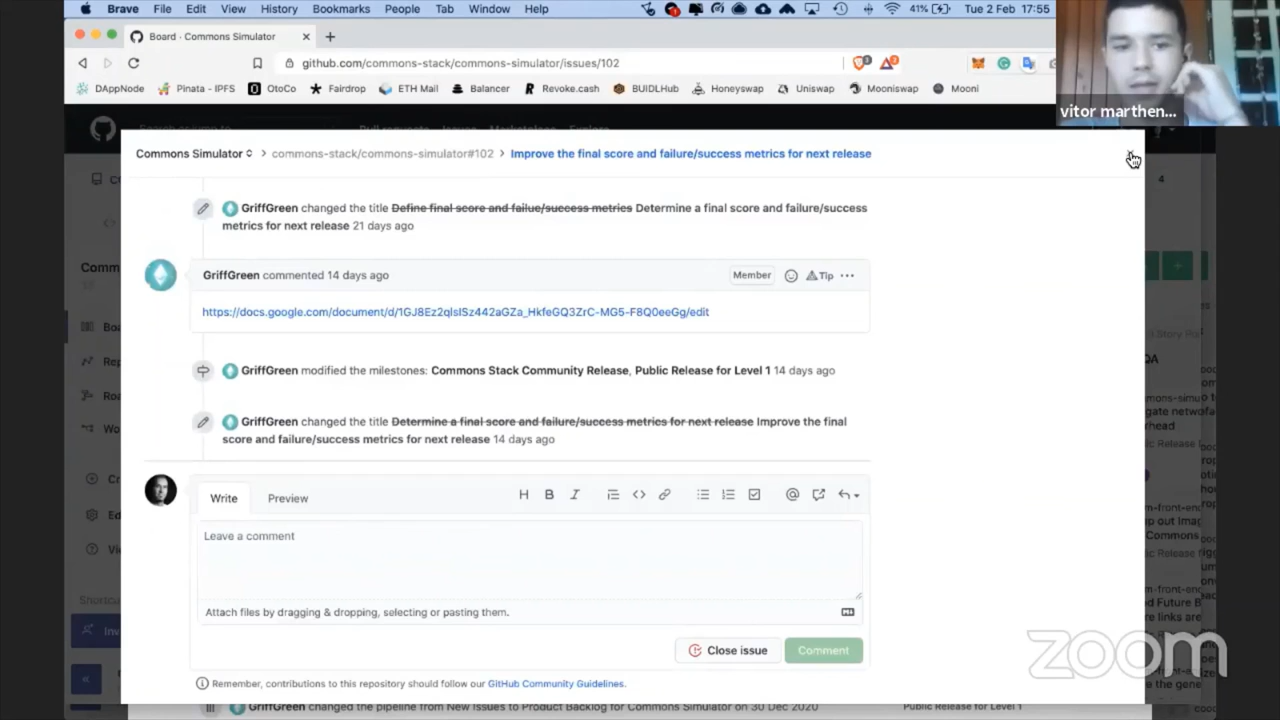 Brave File Edit View History Bookmarks People Tab Window Help 41% Tue 2 Feb 17:55
Board · Commons Simulator
github.com/commons-stack/commons-simulator/issues/102
DAppNode Pinata - IPFS OtoCo Fairdrop ETH Mail Balancer Revoke.cash BUIDLHub Honeyswap Uniswap Mooniswap Mooni
vitor marthen...
Commons Simulator > commons-stack/commons-simulator#102 > Improve the final score and failure/success metrics for next release
GriffGreen changed the title Define final score and failue/success metrics Determine a final score and failure/success
metrics for next release 21 days ago
GriffGreen commented 14 days ago Member Tip
https://docs.google.com/document/d/1GJ8Ez2qlsISz442aGZa_HkfeGQ3ZrC-MG5-F8Q0eeGg/edit
GriffGreen modified the milestones: Commons Stack Community Release, Public Release for Level 1 14 days ago
GriffGreen changed the title Determine a final score and failure/success metrics for next release Improve the final
score and failure/success metrics for next release 14 days ago
Write Preview
Leave a comment
Attach files by dragging & dropping, selecting or pasting them.
Close issue Comment
Remember, contributions to this repository should follow our GitHub Community Guidelines.
GriffGreen changed the pipeline from New Issues to Product Backlog for Commons Simulator on 30 Dec 2020 Public Release for Level 1
zoom